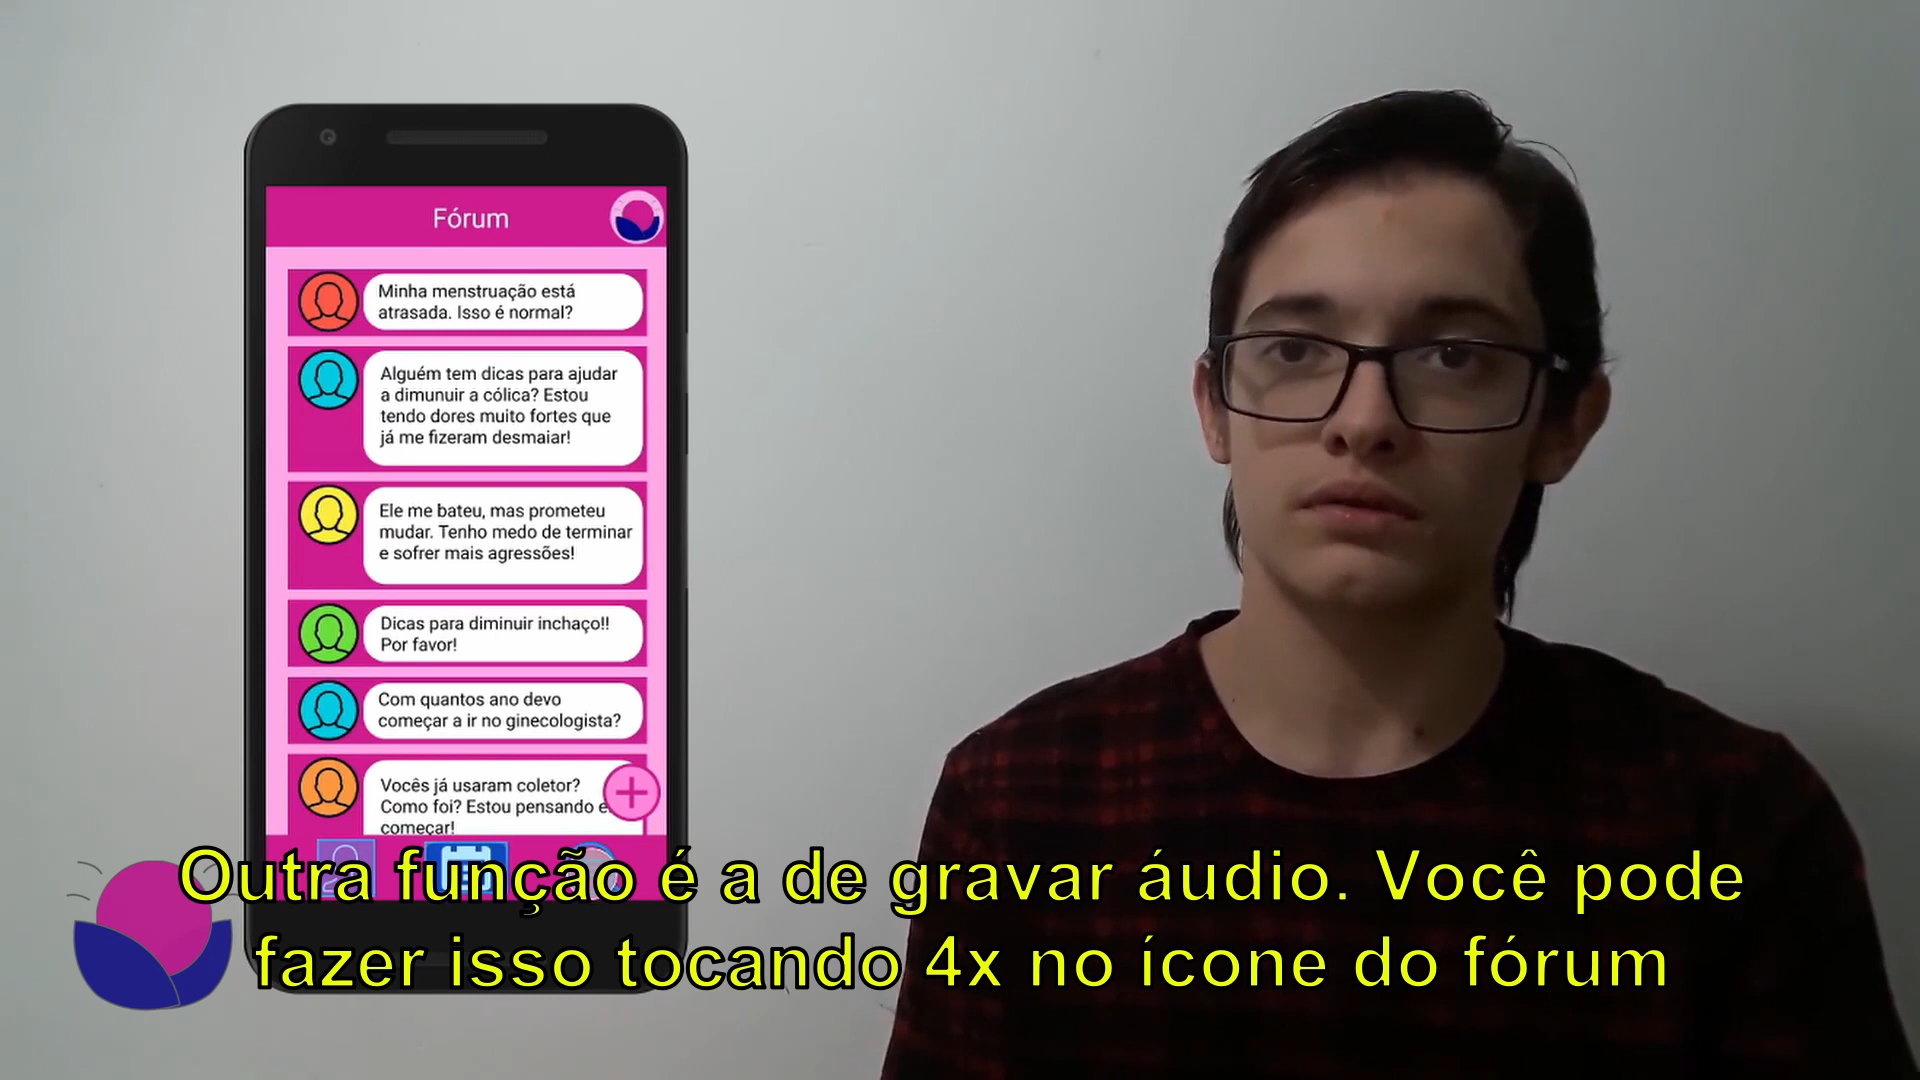 Fórum
Minha menstruação está
atrasada. Isso é normal?
Alguém tem dicas para ajudar
a dimunuir a cólica? Estou
tendo dores muito fortes que
já me fizeram desmaiar!
Ele me bateu, mas prometeu
mudar. Tenho medo de terminar
e sofrer mais agressões!
Dicas para diminuir inchaço!!
Por favor!
Com quantos ano devo
começar a ir no ginecologista?
Vocês já usaram coletor?
Como foi? Estou pensando
começar!
Outra função é a de gravar áudio. Você pode
fazer isso tocando 4x no ícone do fórum